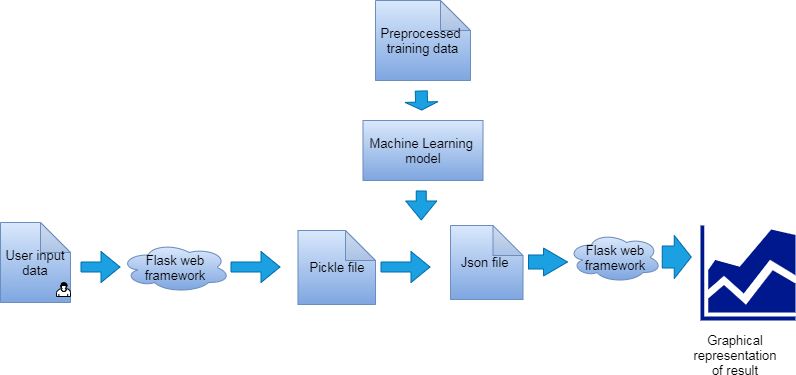 Preprocessed
training data
Machine Learning
model
User input
data
Flask web
framework
Pickle file
Json file
Flask web
framework
Graphical
representation
of result